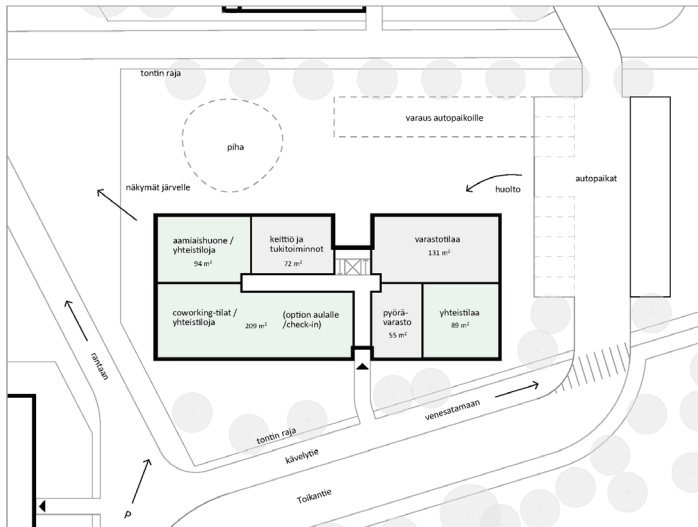 tontin raja
varaus autopaikoille
piha
autopaikat
näkymät järvelle
huolto
aamiaishuone /
yhteistiloja
94 m²
keittiö ja
tukitoiminnot
72 m²
varastotilaa
131 m²
coworking-tilat /
yhteistiloja
209 m²
(option aulalle
/check-in)
pyörä-
varasto
55 m²
yhteistilaa
89 m²
rantaan
venesatamaan
tontin raja
kävelytie
Toikantie
P